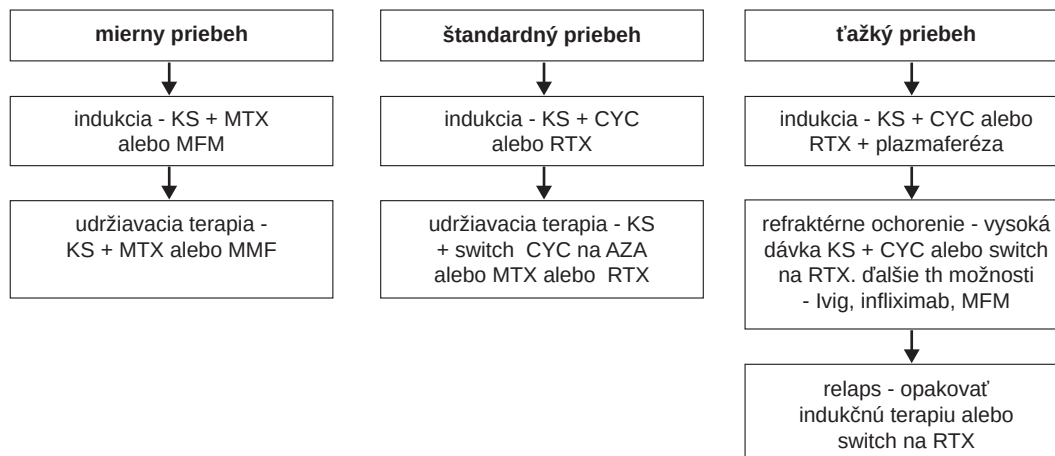 mierny priebeh
indukcia - KS + MTX
alebo MFM
udržiavacia terapia -
KS + MTX alebo MMF
štandardný priebeh
indukcia - KS + CYC
alebo RTX
udržiavacia terapia - KS
+ switch CYC na AZA
alebo MTX alebo RTX
ťažký priebeh
indukcia - KS + CYC alebo
RTX + plazmaferéza
refraktérne ochorenie - vysoká
dávka KS + CYC alebo switch
na RTX. ďalšie th možnosti
- Ivig, infliximab, MFM
relaps - opakovať
indukčnú terapiu alebo
switch na RTX